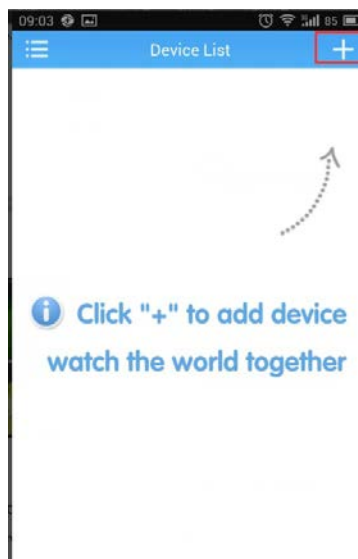 09:03 85
Device List +
Click "+" to add device
watch the world together